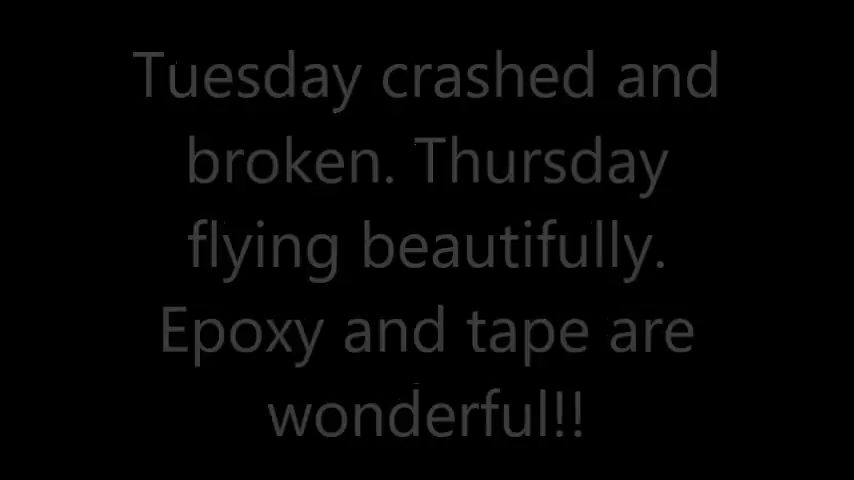 Tuesday crashed and
broken. Thursday
flying beautifully.
Epoxy and tape are
wonderful!!